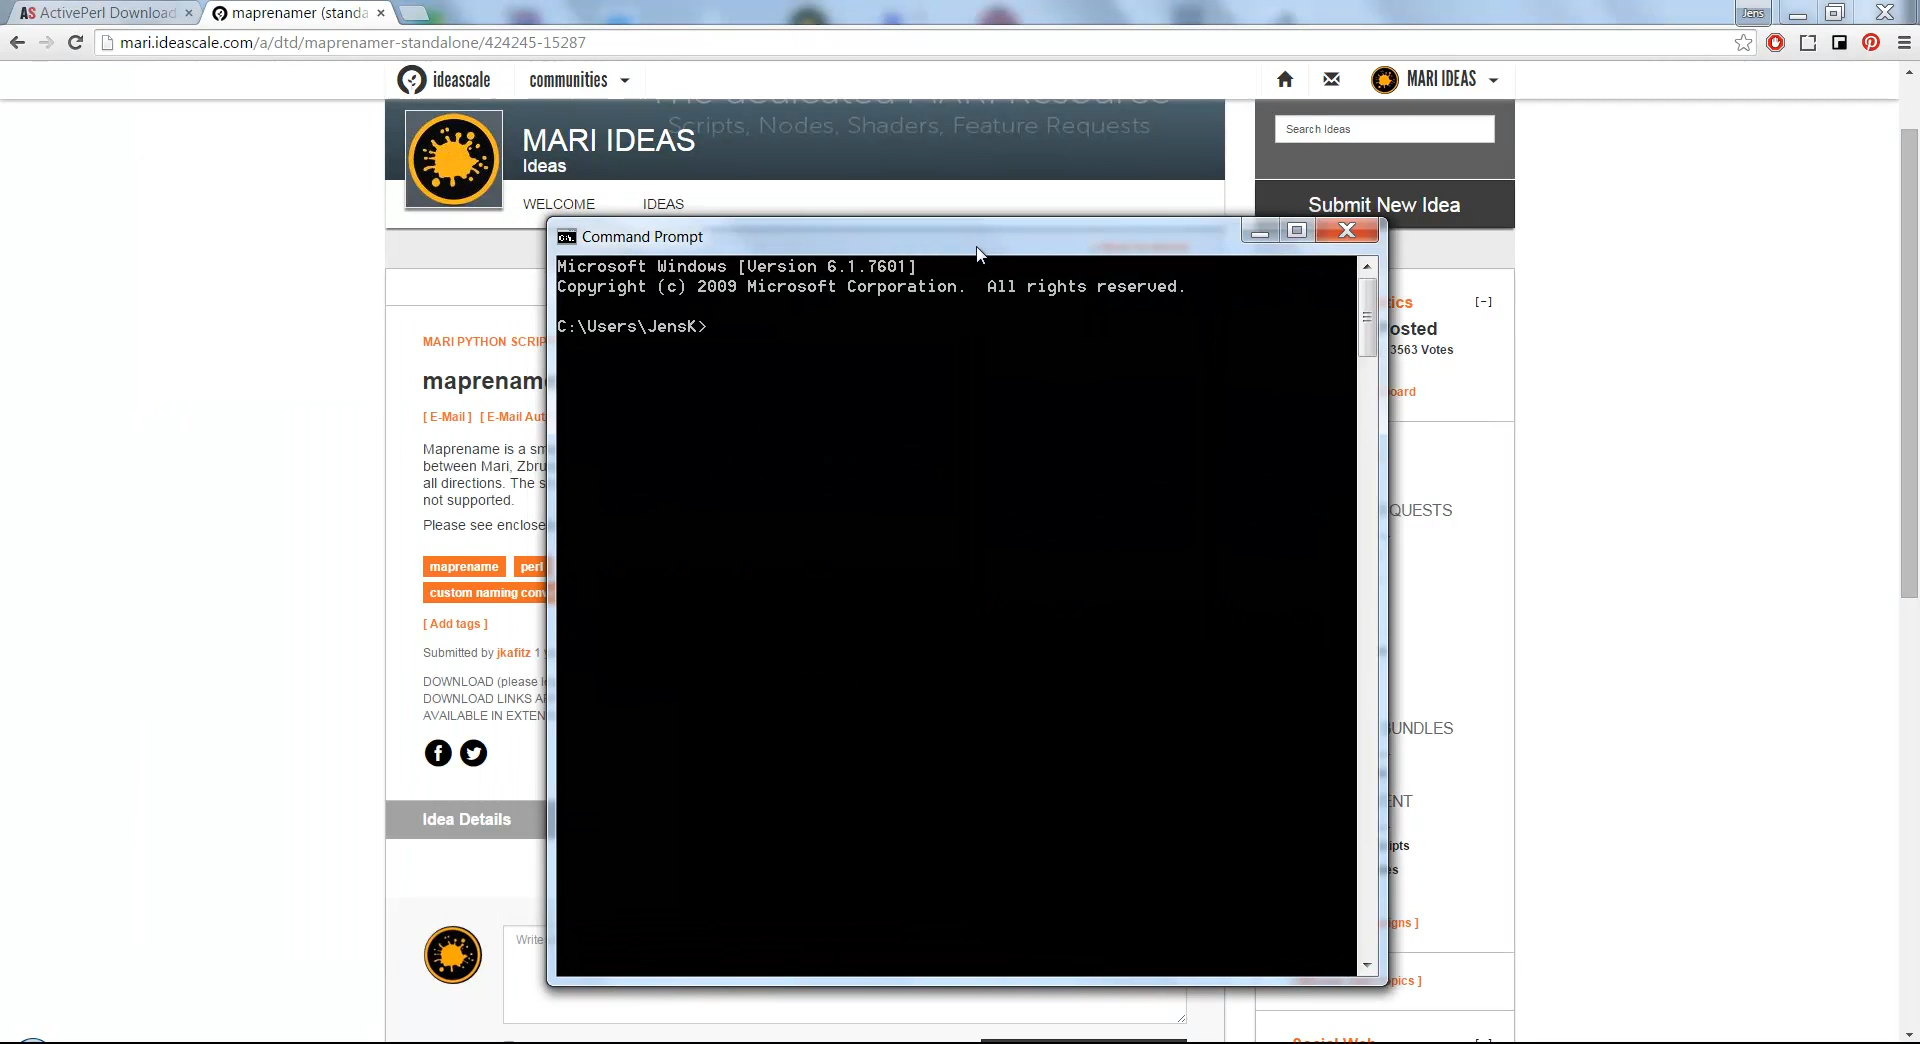 ActivePerl Download
maprenamer (standa
Jens
mari.ideascale.com/a/dtd/maprenamer-standalone/424245-15287
ideascale
communities
MARI IDEAS
Scripts, Nodes, Shaders, Feature Requests
MARI IDEAS
Ideas
Search Ideas
WELCOME
IDEAS
Submit New Idea
Command Prompt
Microsoft Windows [Version 6.1.7601]
Copyright (c) 2009 Microsoft Corporation.  All rights reserved.
C:\Users\JensK>
tics
[-]
osted
3563 Votes
oard
MARI PYTHON SCRIP
maprename
[ E-Mail ]
[ E-Mail Aut
Maprename is a sm
between Mari, Zbru
all directions. The s
not supported.
Please see enclose
QUESTS
maprename
perl
custom naming conv
[ Add tags ]
Submitted by jkafitz 1 y
DOWNLOAD (please l
DOWNLOAD LINKS A
AVAILABLE IN EXTEN
UNDLES
ENT
Idea Details
ipts
es
igns ]
Write
pics ]
[-]